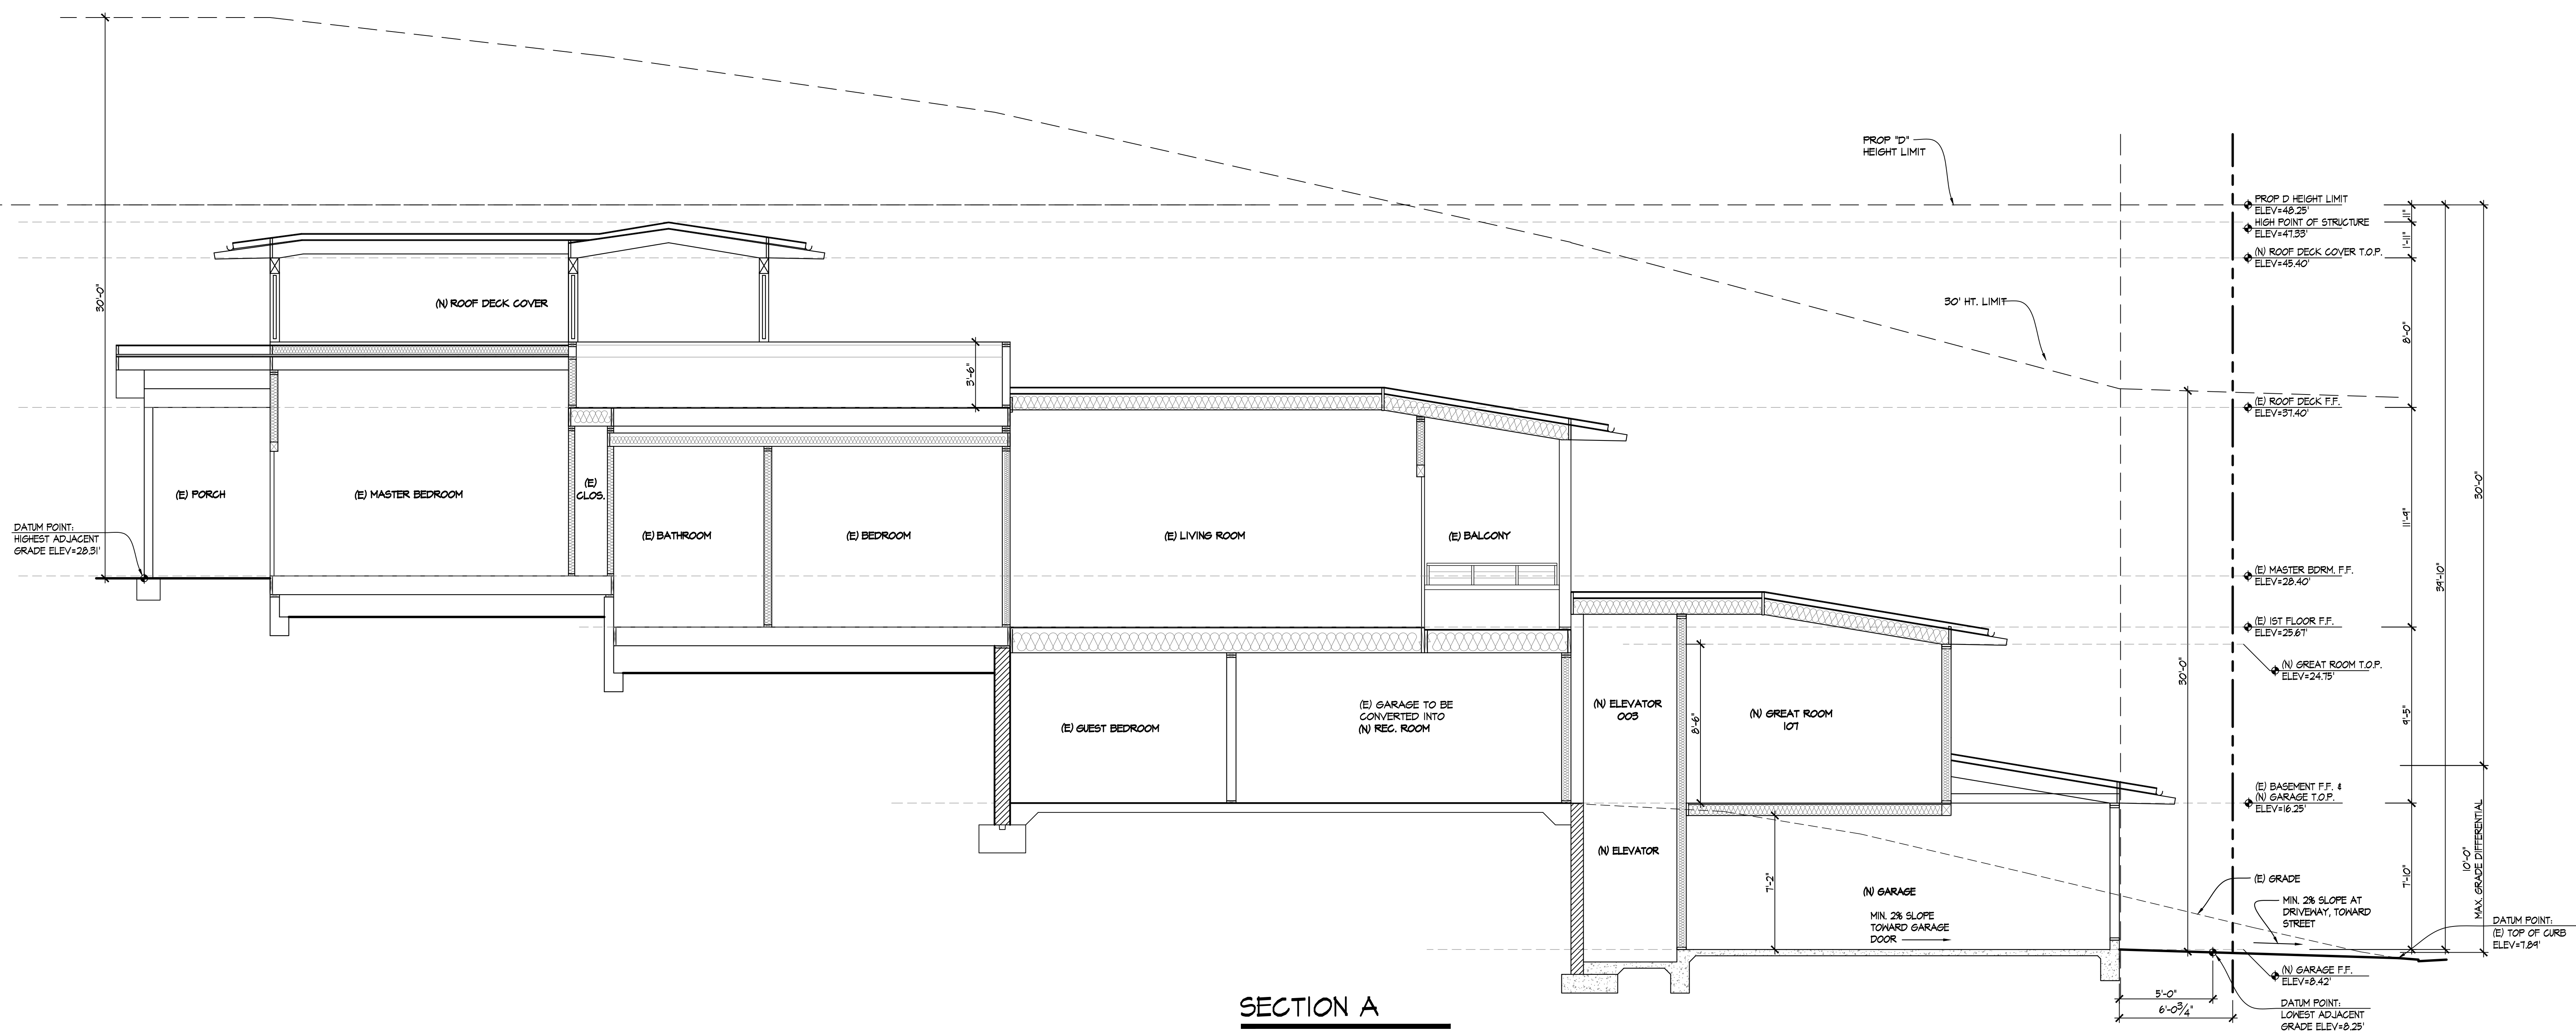 PROP "D"
HEIGHT LIMIT
PROP D HEIGHT LIMIT
ELEV=48.25'
HIGH POINT OF STRUCTURE
ELEV=47.33'
(N) ROOF DECK COVER T.O.P.
ELEV=45.40'
11"
1'-11"
30'-0"
(N) ROOF DECK COVER
30' HT. LIMIT
8'-0"
3'-6"
(E) ROOF DECK F.F.
ELEV=37.40'
(E) PORCH
(E) MASTER BEDROOM
(E)
CLOS.
(E) BATHROOM
(E) BEDROOM
(E) LIVING ROOM
(E) BALCONY
30'-0"
11'-9"
DATUM POINT:
HIGHEST ADJACENT
GRADE ELEV=28.31'
(E) MASTER BDRM. F.F.
ELEV=28.40'
39'-10"
(E) 1ST FLOOR F.F.
ELEV=25.67'
(N) GREAT ROOM T.O.P.
ELEV=24.75'
30'-0"
(E) GUEST BEDROOM
(E) GARAGE TO BE
CONVERTED INTO
(N) REC. ROOM
(N) ELEVATOR
003
8'-6"
(N) GREAT ROOM
107
9'-5"
(E) BASEMENT F.F. &
(N) GARAGE T.O.P.
ELEV=16.25'
(N) ELEVATOR
7'-2"
(N) GARAGE
MIN. 2% SLOPE
TOWARD GARAGE
DOOR
(E) GRADE
MIN. 2% SLOPE AT
DRIVEWAY, TOWARD
STREET
7'-10"
10'-0"
MAX. GRADE DIFFERENTIAL
DATUM POINT:
(E) TOP OF CURB
ELEV=7.89'
(N) GARAGE F.F.
ELEV=8.42'
5'-0"
6'-0 3/4"
DATUM POINT:
LOWEST ADJACENT
GRADE ELEV=8.25'
SECTION A